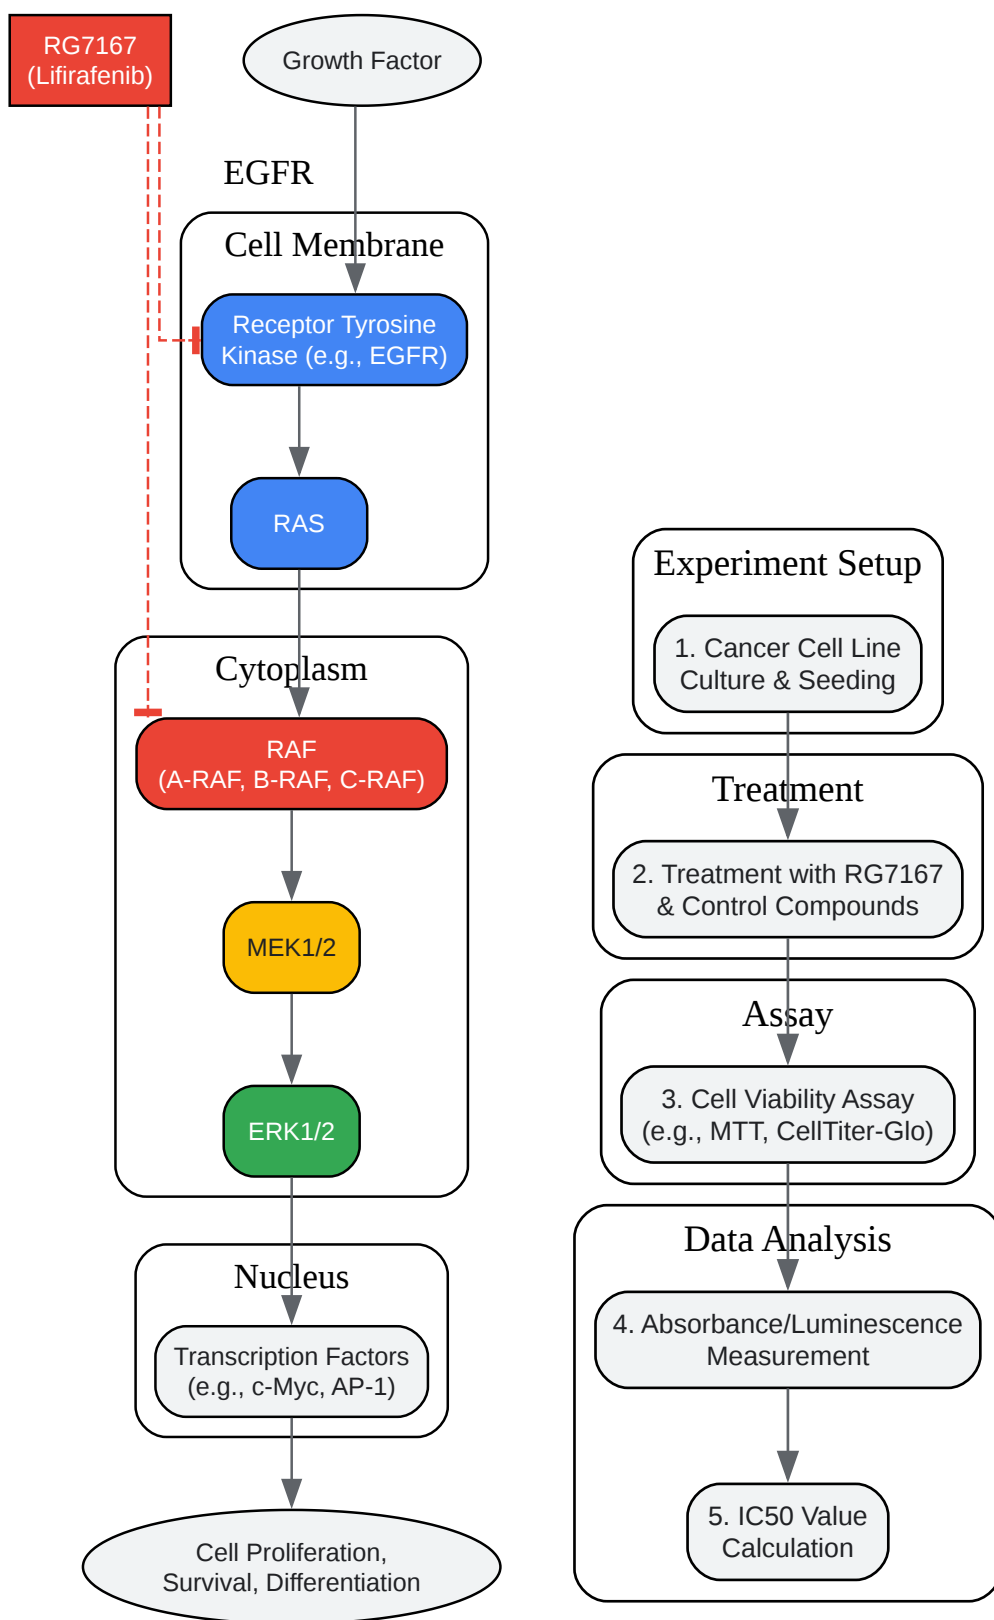 RG7167
(Lifirafenib)
Growth Factor
EGFR
Cell Membrane
Receptor Tyrosine
Kinase (e.g., EGFR)
RAS
Cytoplasm
RAF
(A-RAF, B-RAF, C-RAF)
MEK1/2
ERK1/2
Nucleus
Transcription Factors
(e.g., c-Myc, AP-1)
Cell Proliferation,
Survival, Differentiation
Experiment Setup
1. Cancer Cell Line
Culture & Seeding
Treatment
2. Treatment with RG7167
& Control Compounds
Assay
3. Cell Viability Assay
(e.g., MTT, CellTiter-Glo)
Data Analysis
4. Absorbance/Luminescence
Measurement
5. IC50 Value
Calculation